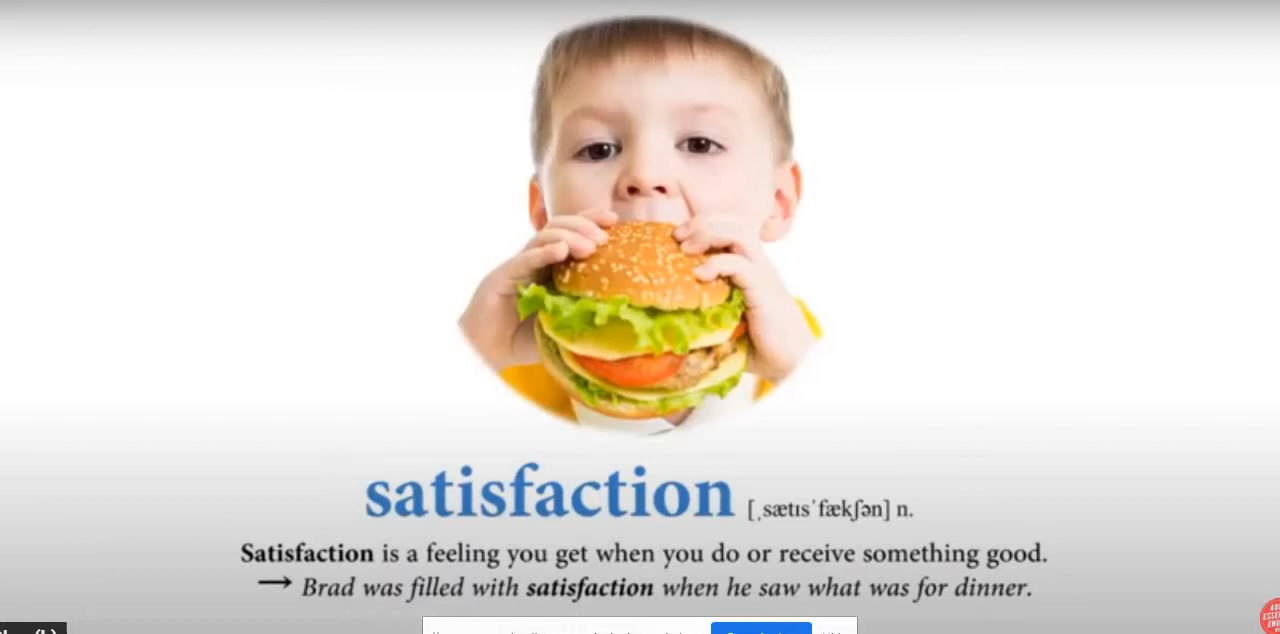 satisfaction [ˌsætɪsˈfækʃən] n.
Satisfaction is a feeling you get when you do or receive something good.
→ Brad was filled with satisfaction when he saw what was for dinner.